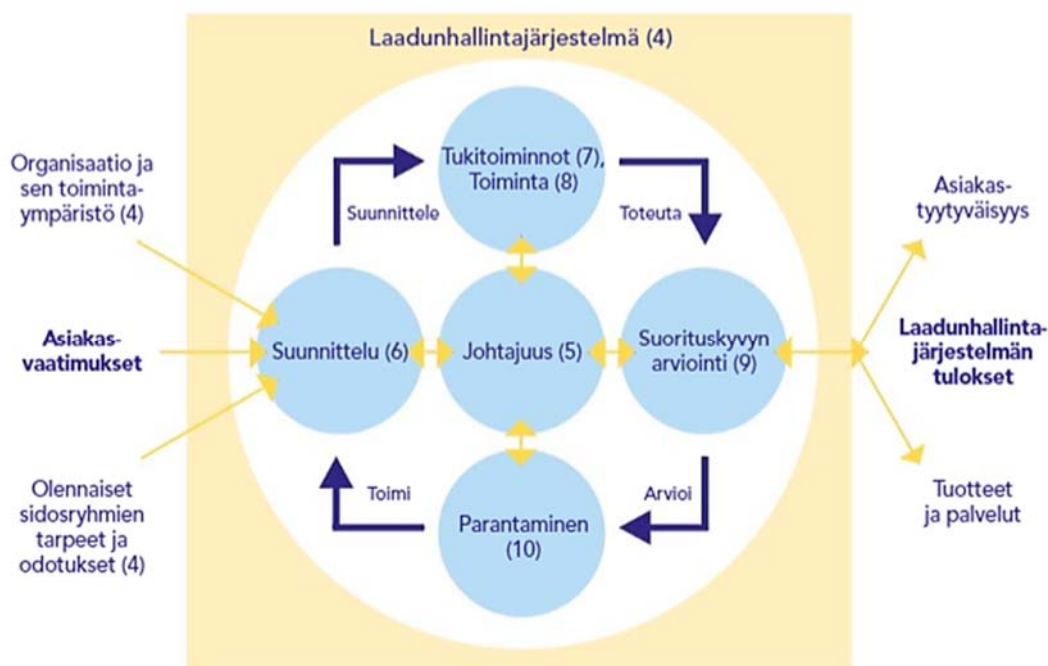 Laadunhallintajärjestelmä (4)
Organisaatio ja
sen toiminta-
ympäristö (4)
Asiakas-
vaatimukset
Olennaiset
sidosryhmien
tarpeet ja
odotukset (4)
Tukitoiminnot (7),
Toiminta (8)
Suunnittele
Toteuta
Suunnittelu (6)
Johtajuus (5)
Suorituskyvyn
arviointi (9)
Toimi
Arvioi
Parantaminen
(10)
Asiakas-
tyytyväisyys
Laadunhallinta-
järjestelmän
tulokset
Tuotteet
ja palvelut